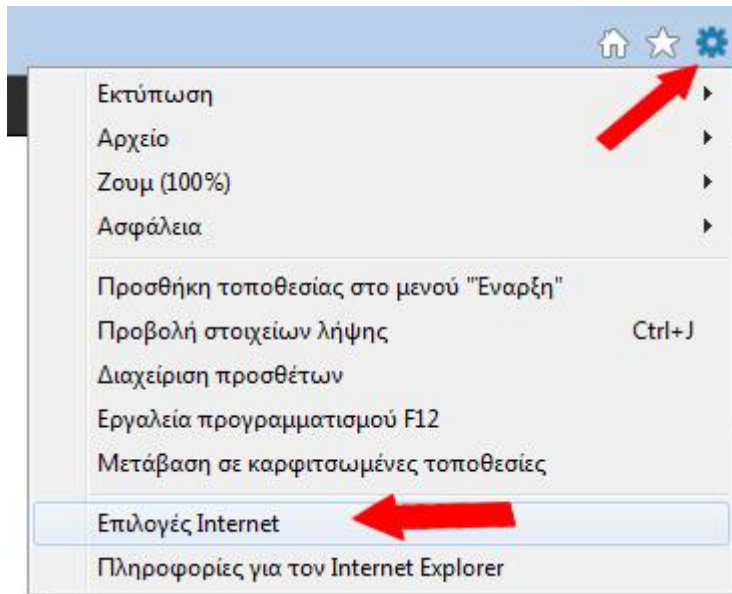 Εκτύπωση
Αρχείο
Ζουμ (100%)
Ασφάλεια
Προσθήκη τοποθεσίας στο μενού "Έναρξη"
Προβολή στοιχείων λήψης Ctrl+J
Διαχείριση προσθέτων
Εργαλεία προγραμματισμού F12
Μετάβαση σε καρφιτσωμένες τοποθεσίες
Επιλογές Internet
Πληροφορίες για τον Internet Explorer